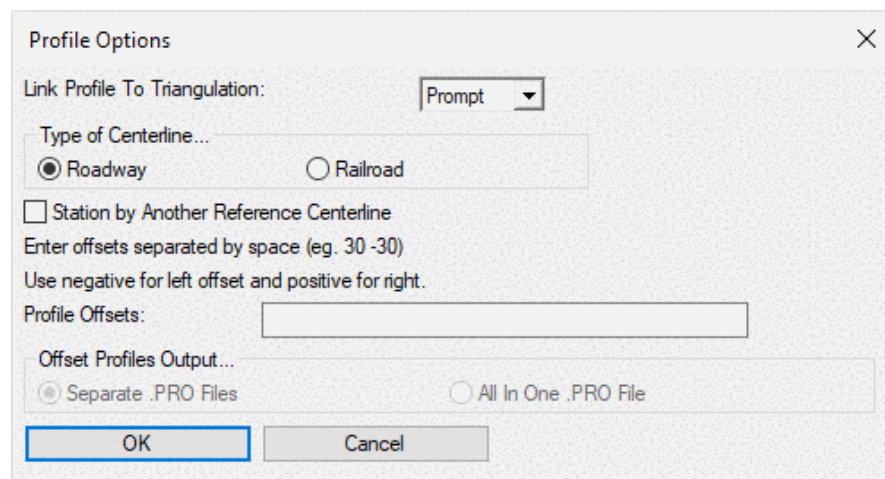 Profile Options
Link Profile To Triangulation: Prompt
Type of Centerline...
Roadway Railroad
Station by Another Reference Centerline
Enter offsets separated by space (eg. 30 -30)
Use negative for left offset and positive for right.
Profile Offsets:
Offset Profiles Output...
Separate .PRO Files All In One .PRO File
OK Cancel